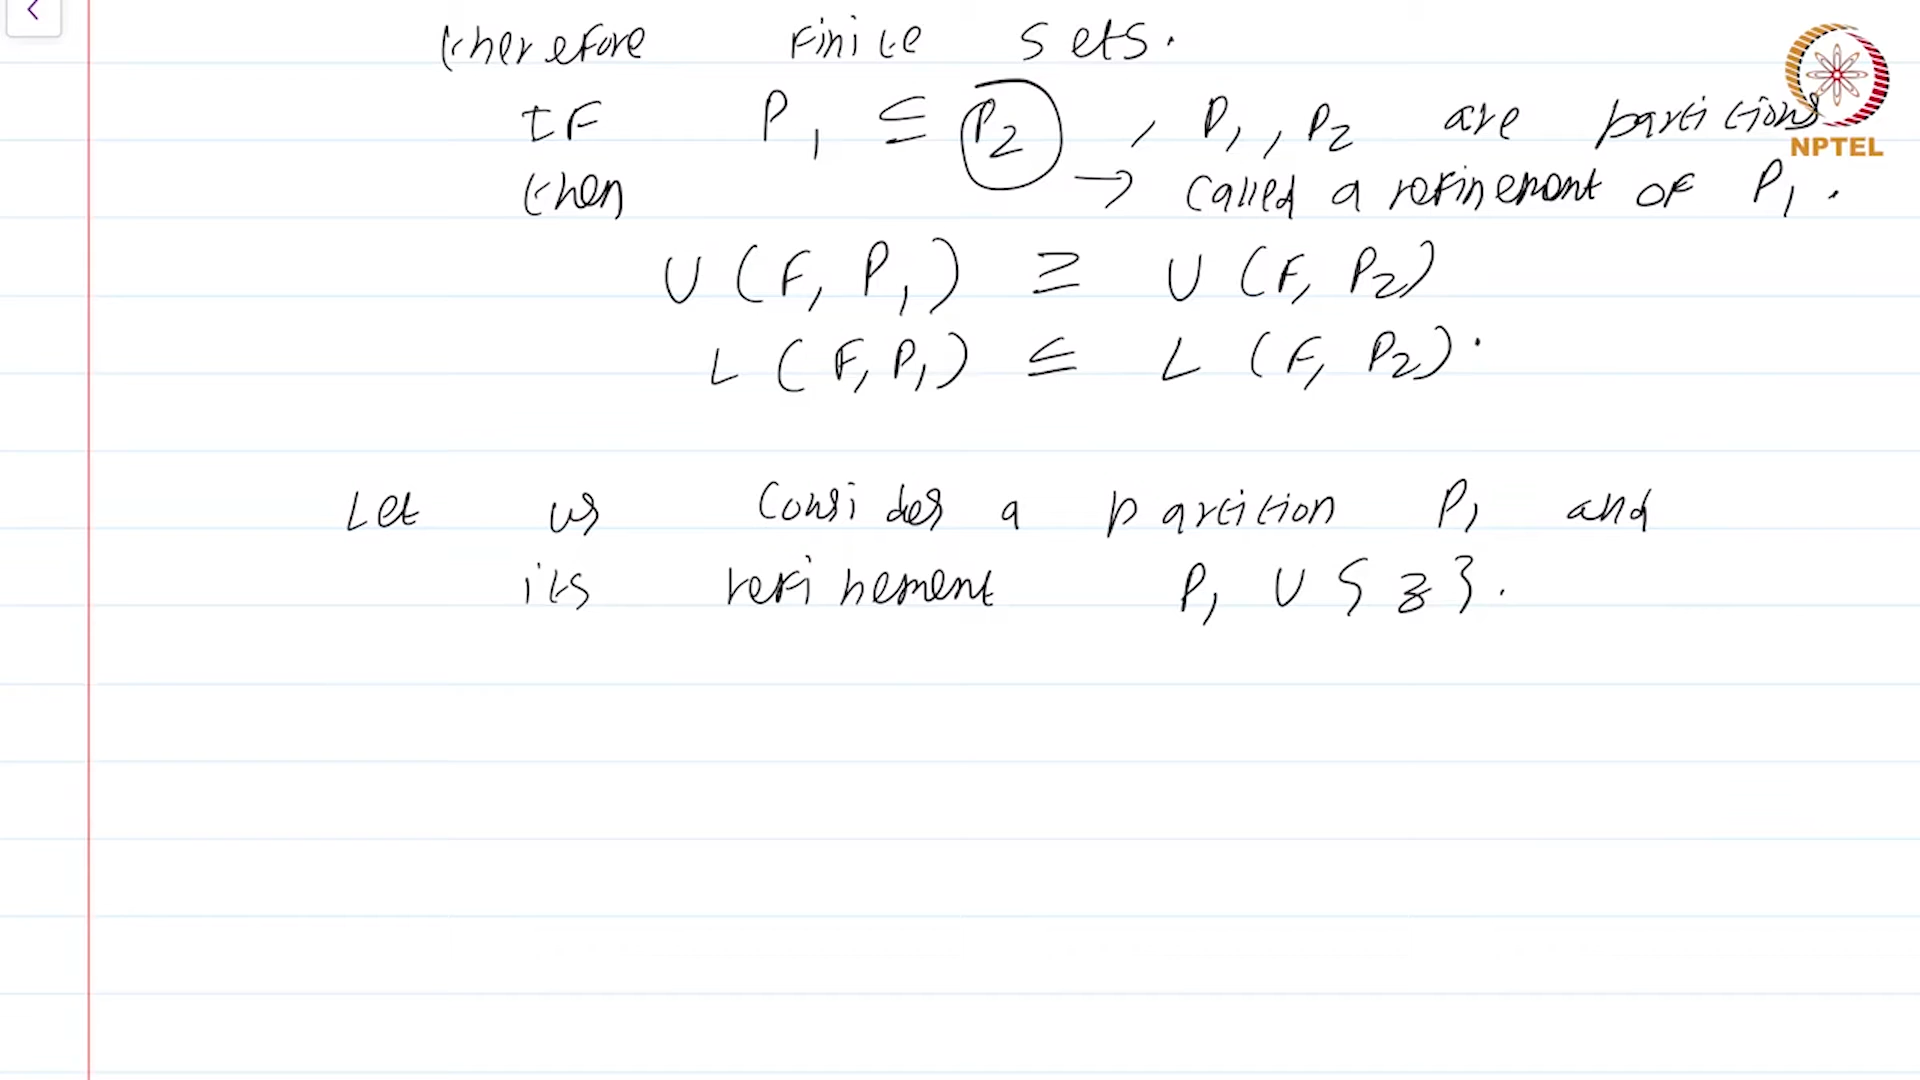 therefore finite sets.
IF P₁ ⊆ P₂, P₁, P₂ are partitions
NPTEL
then → called a refinement of P₁.
U(F, P₁) ≥ U(F, P₂)
L(F, P₁) ≤ L(F, P₂).
Let us consider a partition P₁ and
its refinement P₁ ∪ {z}.